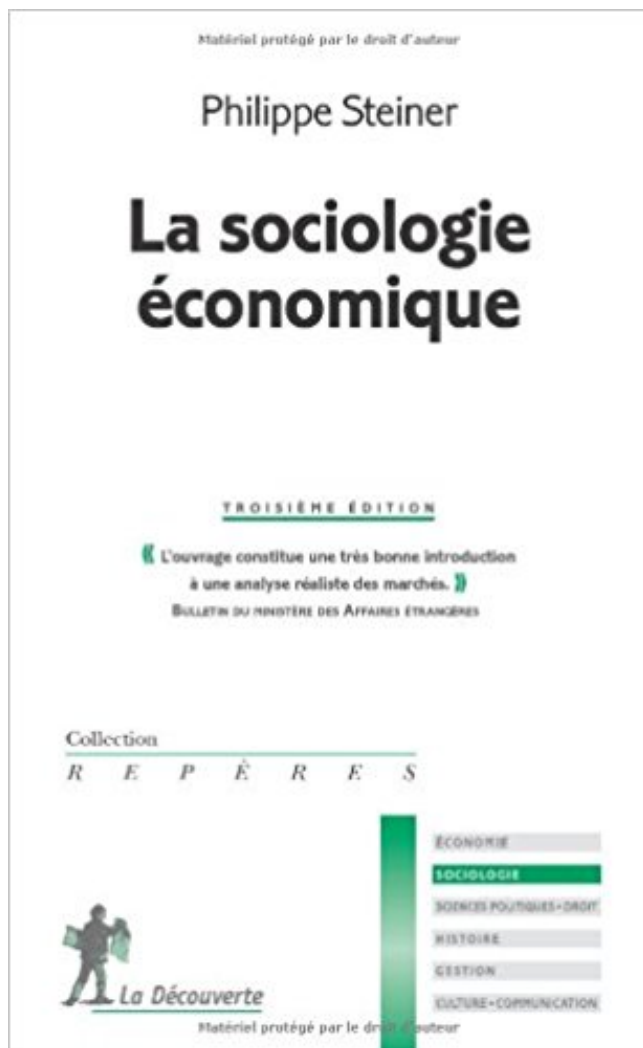 Matériel protégé par le droit d'auteur
Philippe Steiner
La sociologie
économique
TROISIÈME ÉDITION
⟪ L'ouvrage constitue une très bonne introduction
à une analyse réaliste des marchés. ⟫
BULLETIN DU MINISTÈRE DES AFFAIRES ÉTRANGÈRES
Collection
R E P È R E S
ÉCONOMIE
SOCIOLOGIE
SCIENCES POLITIQUES • DROIT
HISTOIRE
GESTION
CULTURE • COMMUNICATION
La Découverte
Matériel protégé par le droit d'auteur